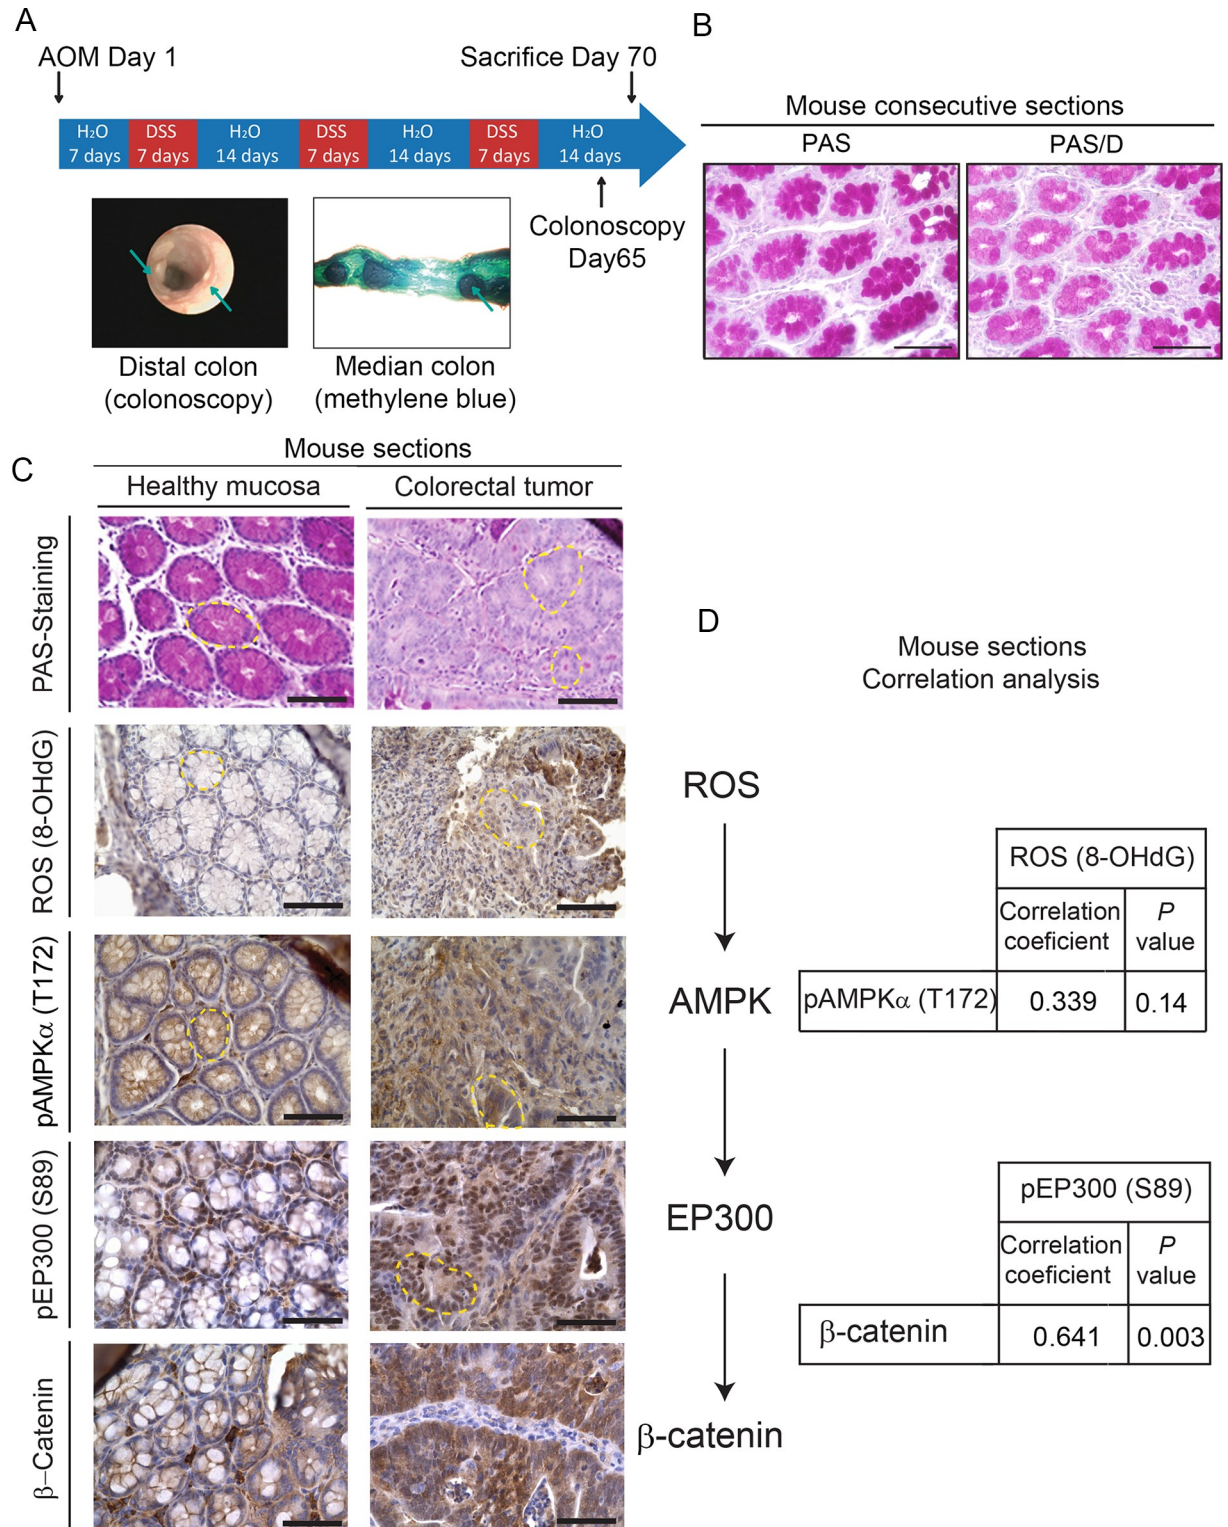 A
AOM Day 1
Sacrifice Day 70
H₂O
7 days
DSS
7 days
H₂O
14 days
DSS
7 days
H₂O
14 days
DSS
7 days
H₂O
14 days
Colonoscopy
Day65
Distal colon
(colonoscopy)
Median colon
(methylene blue)
B
Mouse consecutive sections
PAS
PAS/D
C
Mouse sections
Healthy mucosa
Colorectal tumor
PAS-Staining
ROS (8-OHdG)
pAMPKα (T172)
pEP300 (S89)
β-Catenin
D
Mouse sections
Correlation analysis
ROS
AMPK
EP300
β-catenin
ROS (8-OHdG)
Correlation
coeficient
P
value
pAMPKα (T172)
0.339
0.14
pEP300 (S89)
Correlation
coeficient
P
value
β-catenin
0.641
0.003